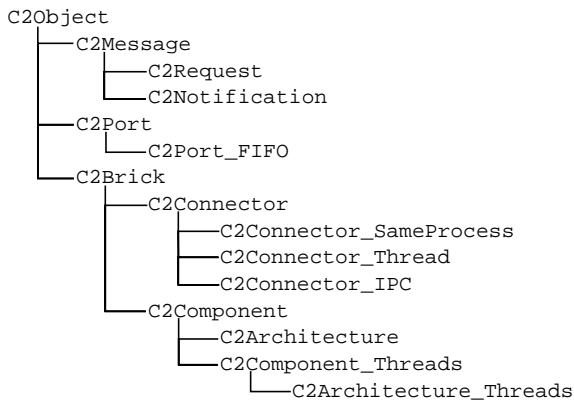 C2Object
C2Message
C2Request
C2Notification
C2Port
C2Port_FIFO
C2Brick
C2Connector
C2Connector_SameProcess
C2Connector_Thread
C2Connector_IPC
C2Component
C2Architecture
C2Component_Threads
C2Architecture_Threads